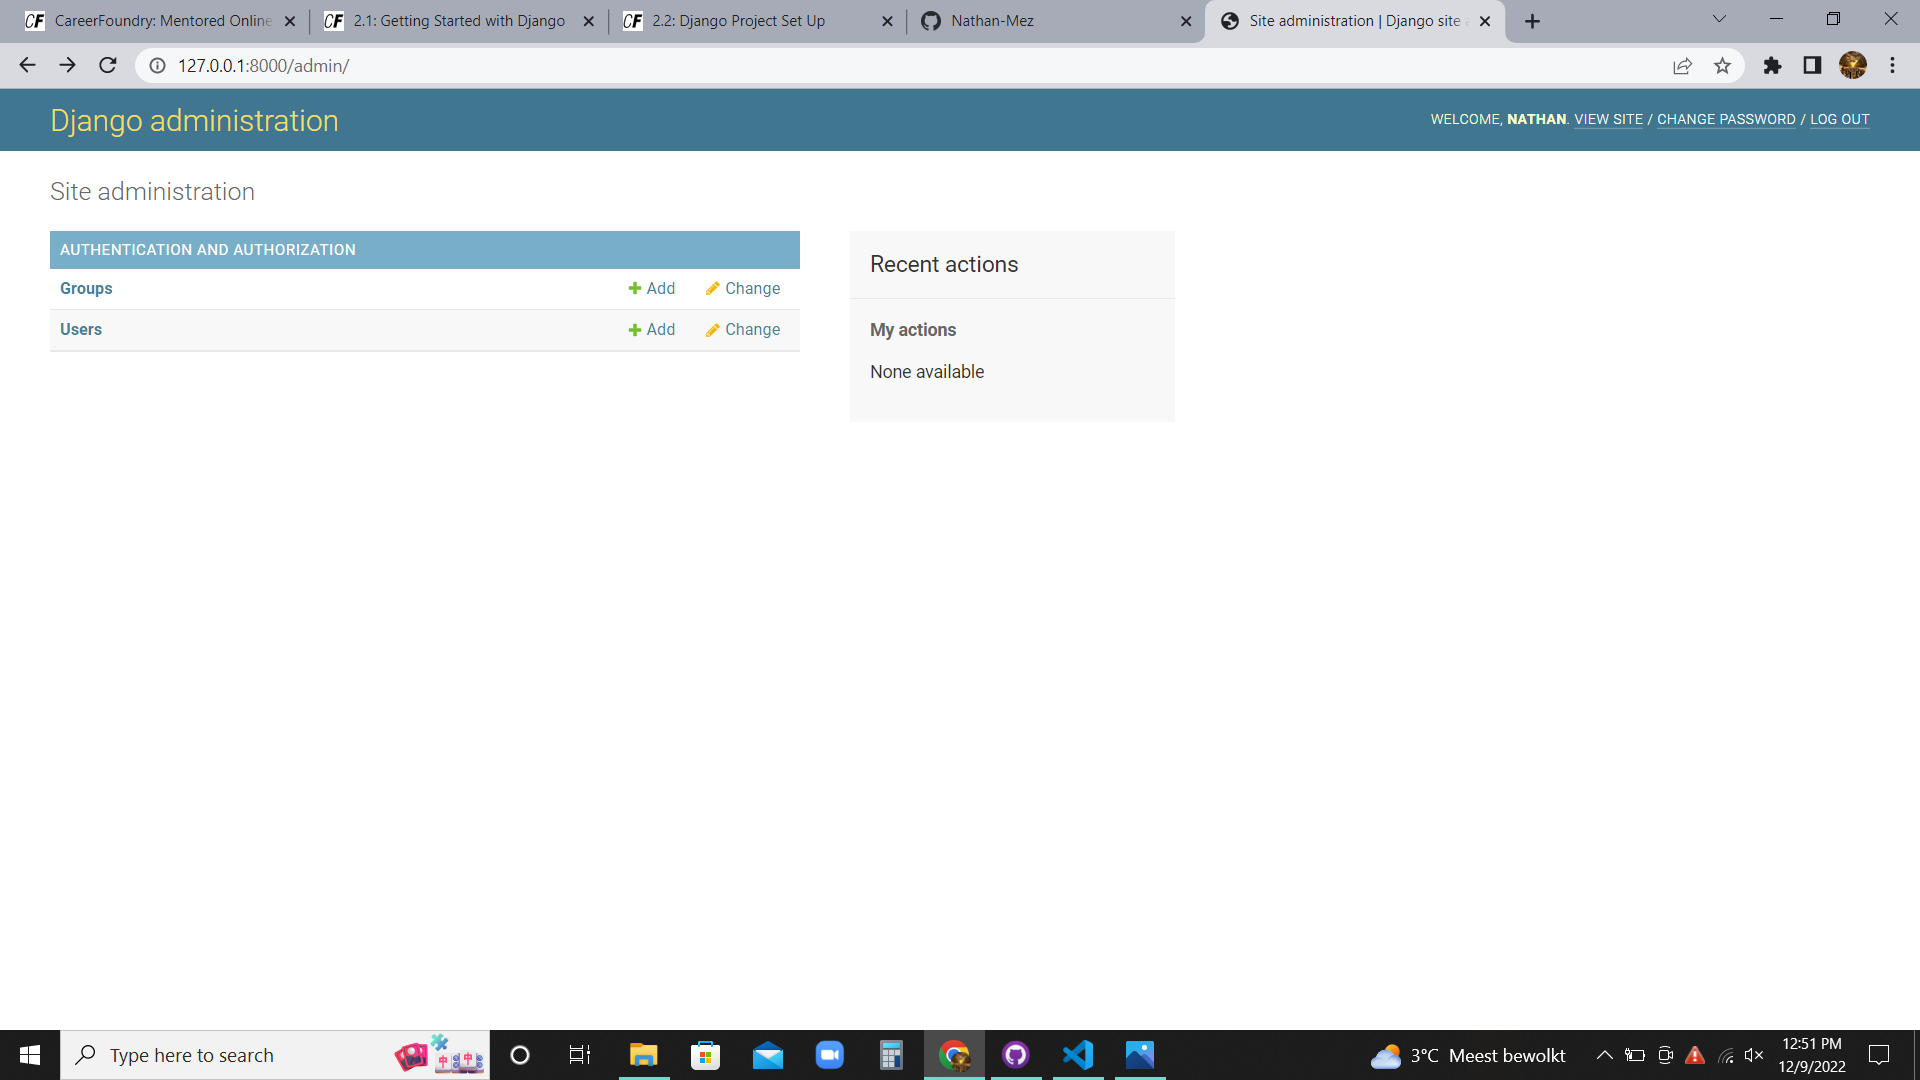 CF CareerFoundry: Mentored Online
CF 2.1: Getting Started with Django
CF 2.2: Django Project Set Up
Nathan-Mez
Site administration | Django site a
127.0.0.1:8000/admin/
Django administration
WELCOME, NATHAN. VIEW SITE / CHANGE PASSWORD / LOG OUT
Site administration
AUTHENTICATION AND AUTHORIZATION
Groups Add Change
Users Add Change
Recent actions
My actions
None available
Type here to search
3°C Meest bewolkt
12:51 PM
12/9/2022